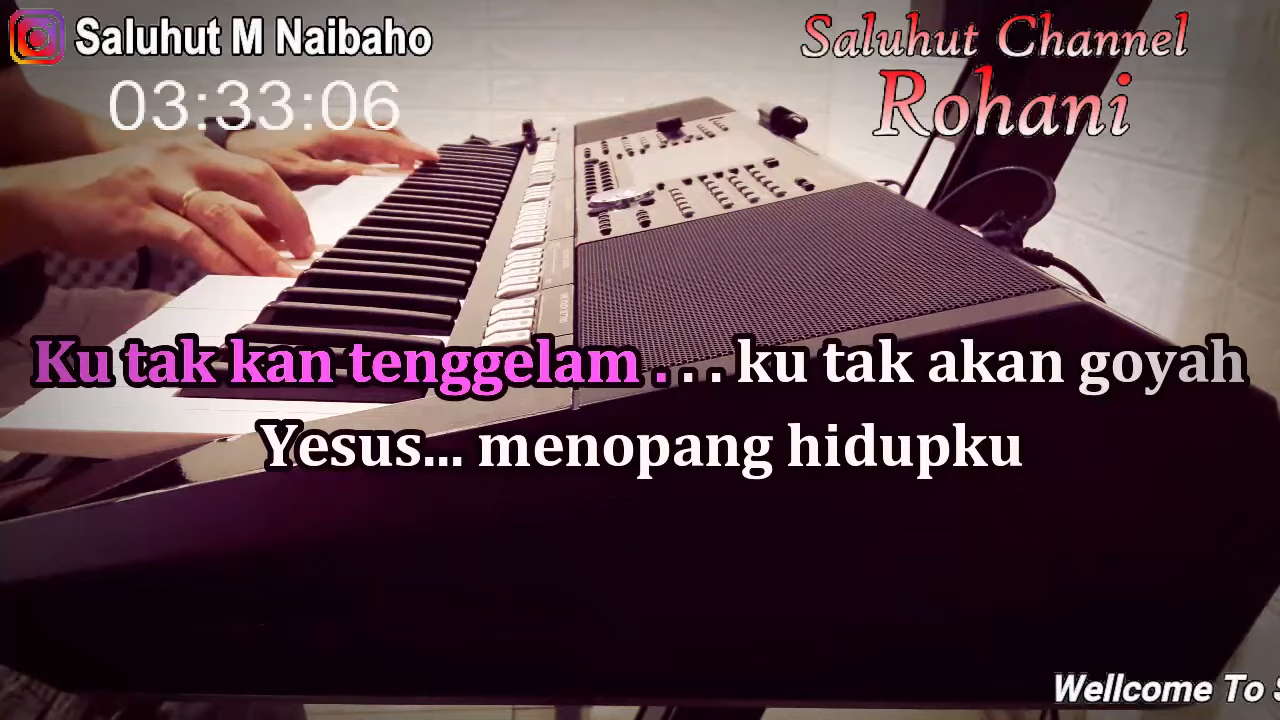 Saluhut M Naibaho
Saluhut Channel
03:33:06
Rohani
Ku tak kan tenggelam . . . ku tak akan goyah
Yesus... menopang hidupku
Wellcome To